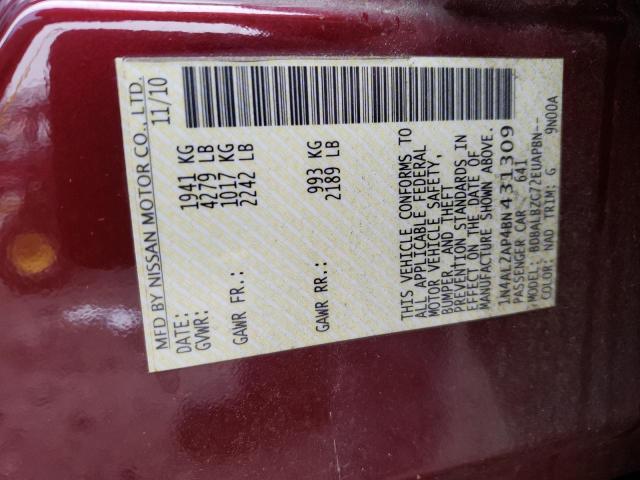 MFD BY NISSAN MOTOR CO., LTD.
DATE: 11/10
GVWR: 1941 KG
4279 LB
GAWR FR.: 1017 KG
2242 LB
GAWR RR.: 993 KG
2189 LB
THIS VEHICLE CONFORMS TO
ALL APPLICABLE FEDERAL
MOTOR VEHICLE SAFETY,
BUMPER, AND THEFT
PREVENTION STANDARDS IN
EFFECT ON THE DATE OF
MANUFACTURE SHOWN ABOVE.
1N4AL2AP4BN431309
PASSENGER CAR 641
MODEL: BDBALBZC72EUAPBN--
COLOR: NAD TRIM: G 9N00A